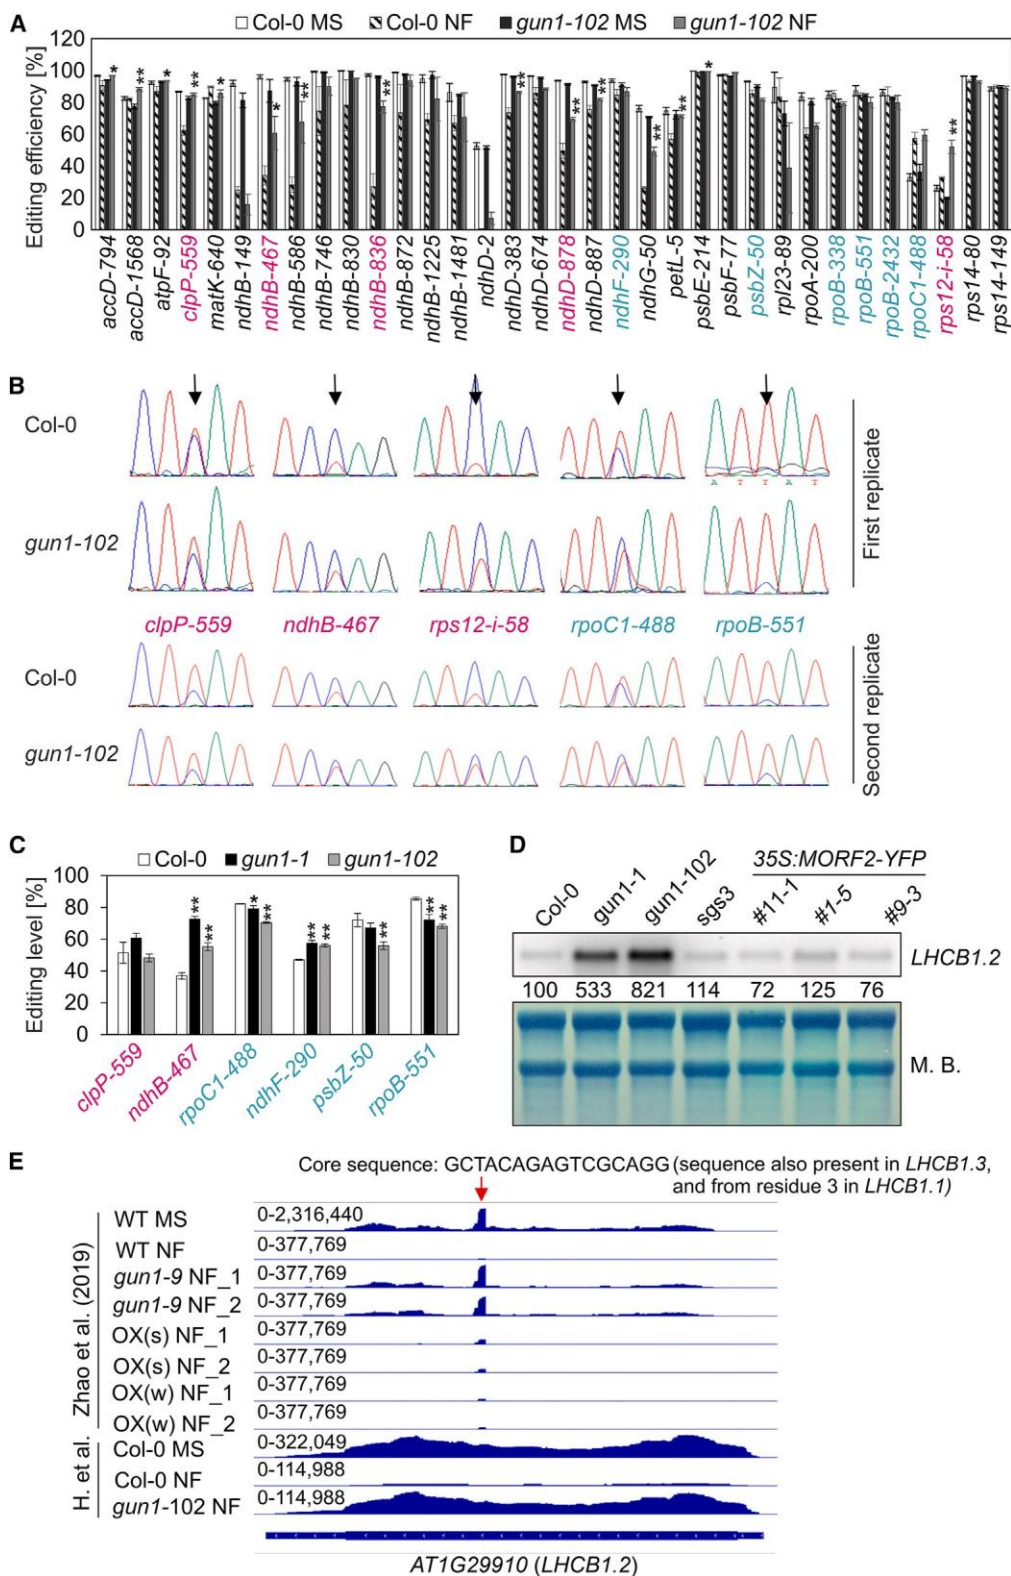 A
Col-0 MS Col-0 NF gun1-102 MS gun1-102 NF
Editing efficiency [%]
120
100
80
60
40
20
0
* ** * ** * * ** ** ** ** ** ** ** * **
accD-794
accD-1568
atpF-92
clpP-559
matK-640
ndhB-149
ndhB-467
ndhB-586
ndhB-746
ndhB-830
ndhB-836
ndhB-872
ndhB-1225
ndhB-1481
ndhD-2
ndhD-383
ndhD-674
ndhD-878
ndhD-887
ndhF-290
ndhG-50
petL-5
psbE-214
psbF-77
psbZ-50
rpl23-89
rpoA-200
rpoB-338
rpoB-551
rpoB-2432
rpoC1-488
rps12-i-58
rps14-80
rps14-149
B
Col-0
A T T A T
gun1-102
First replicate
clpP-559 ndhB-467 rps12-i-58 rpoC1-488 rpoB-551
Col-0
gun1-102
Second replicate
C
Col-0 gun1-1 gun1-102
Editing level [%]
100
80
60
40
20
0
** ** * ** ** ** ** ** **
clpP-559
ndhB-467
rpoC1-488
ndhF-290
psbZ-50
rpoB-551
D
35S:MORF2-YFP
Col-0 gun1-1 gun1-102 sgs3 #11-1 #1-5 #9-3
LHCB1.2
100 533 821 114 72 125 76
M. B.
E
Core sequence: GCTACAGAGTCGCAGG (sequence also present in LHCB1.3,
and from residue 3 in LHCB1.1)
Zhao et al. (2019)
WT MS 0-2,316,440
WT NF 0-377,769
gun1-9 NF_1 0-377,769
gun1-9 NF_2 0-377,769
OX(s) NF_1 0-377,769
OX(s) NF_2 0-377,769
OX(w) NF_1 0-377,769
OX(w) NF_2 0-377,769
H. et al.
Col-0 MS 0-322,049
Col-0 NF 0-114,988
gun1-102 NF 0-114,988
AT1G29910 (LHCB1.2)